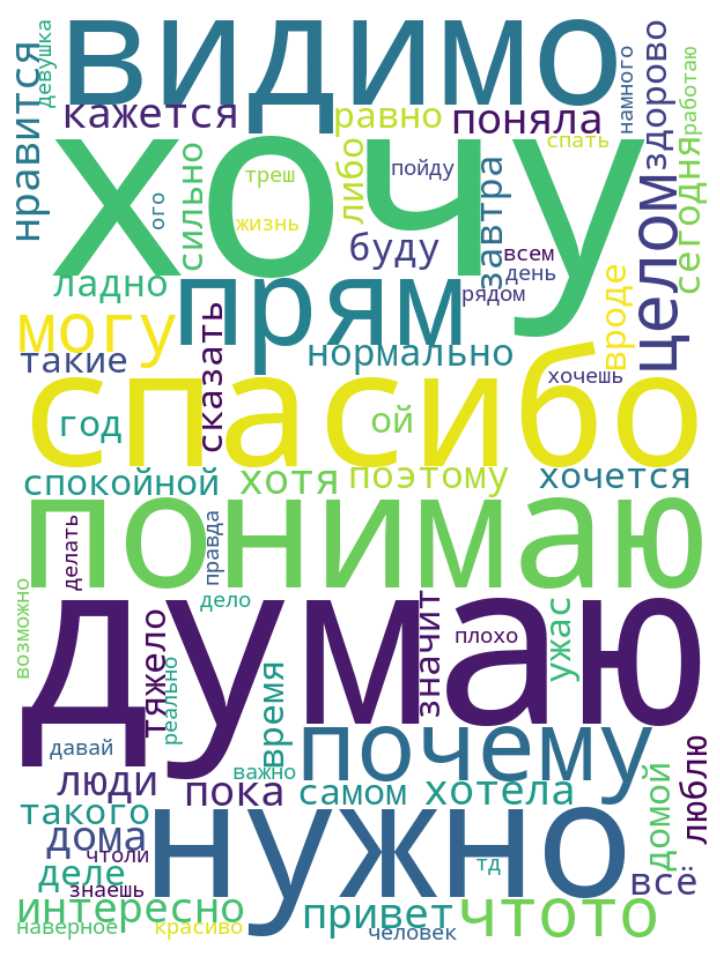 девушка
видимо
нравится
кажется
равно
поняла
намного
здорово
работаю
хочу
спать
сильно
треш
либо
пойду
завтра
ого
жизнь
буду
всем
день
рядом
целом
сегодня
ладно
прям
вроде
могу
сказать
такие
нормально
хочешь
спасибо
год
ой
спокойной
хотя
поэтому
хочется
понимаю
делать
правда
возможно
дело
думаю
тяжело
реально
значит
плохо
ужас
время
давай
почему
важно
люди
пока
самом
хотела
домой
люблю
такого
нужно
дома
чтоли
деле
знаешь
тд
всё
интересно
привет
чтото
наверное
красиво
человек